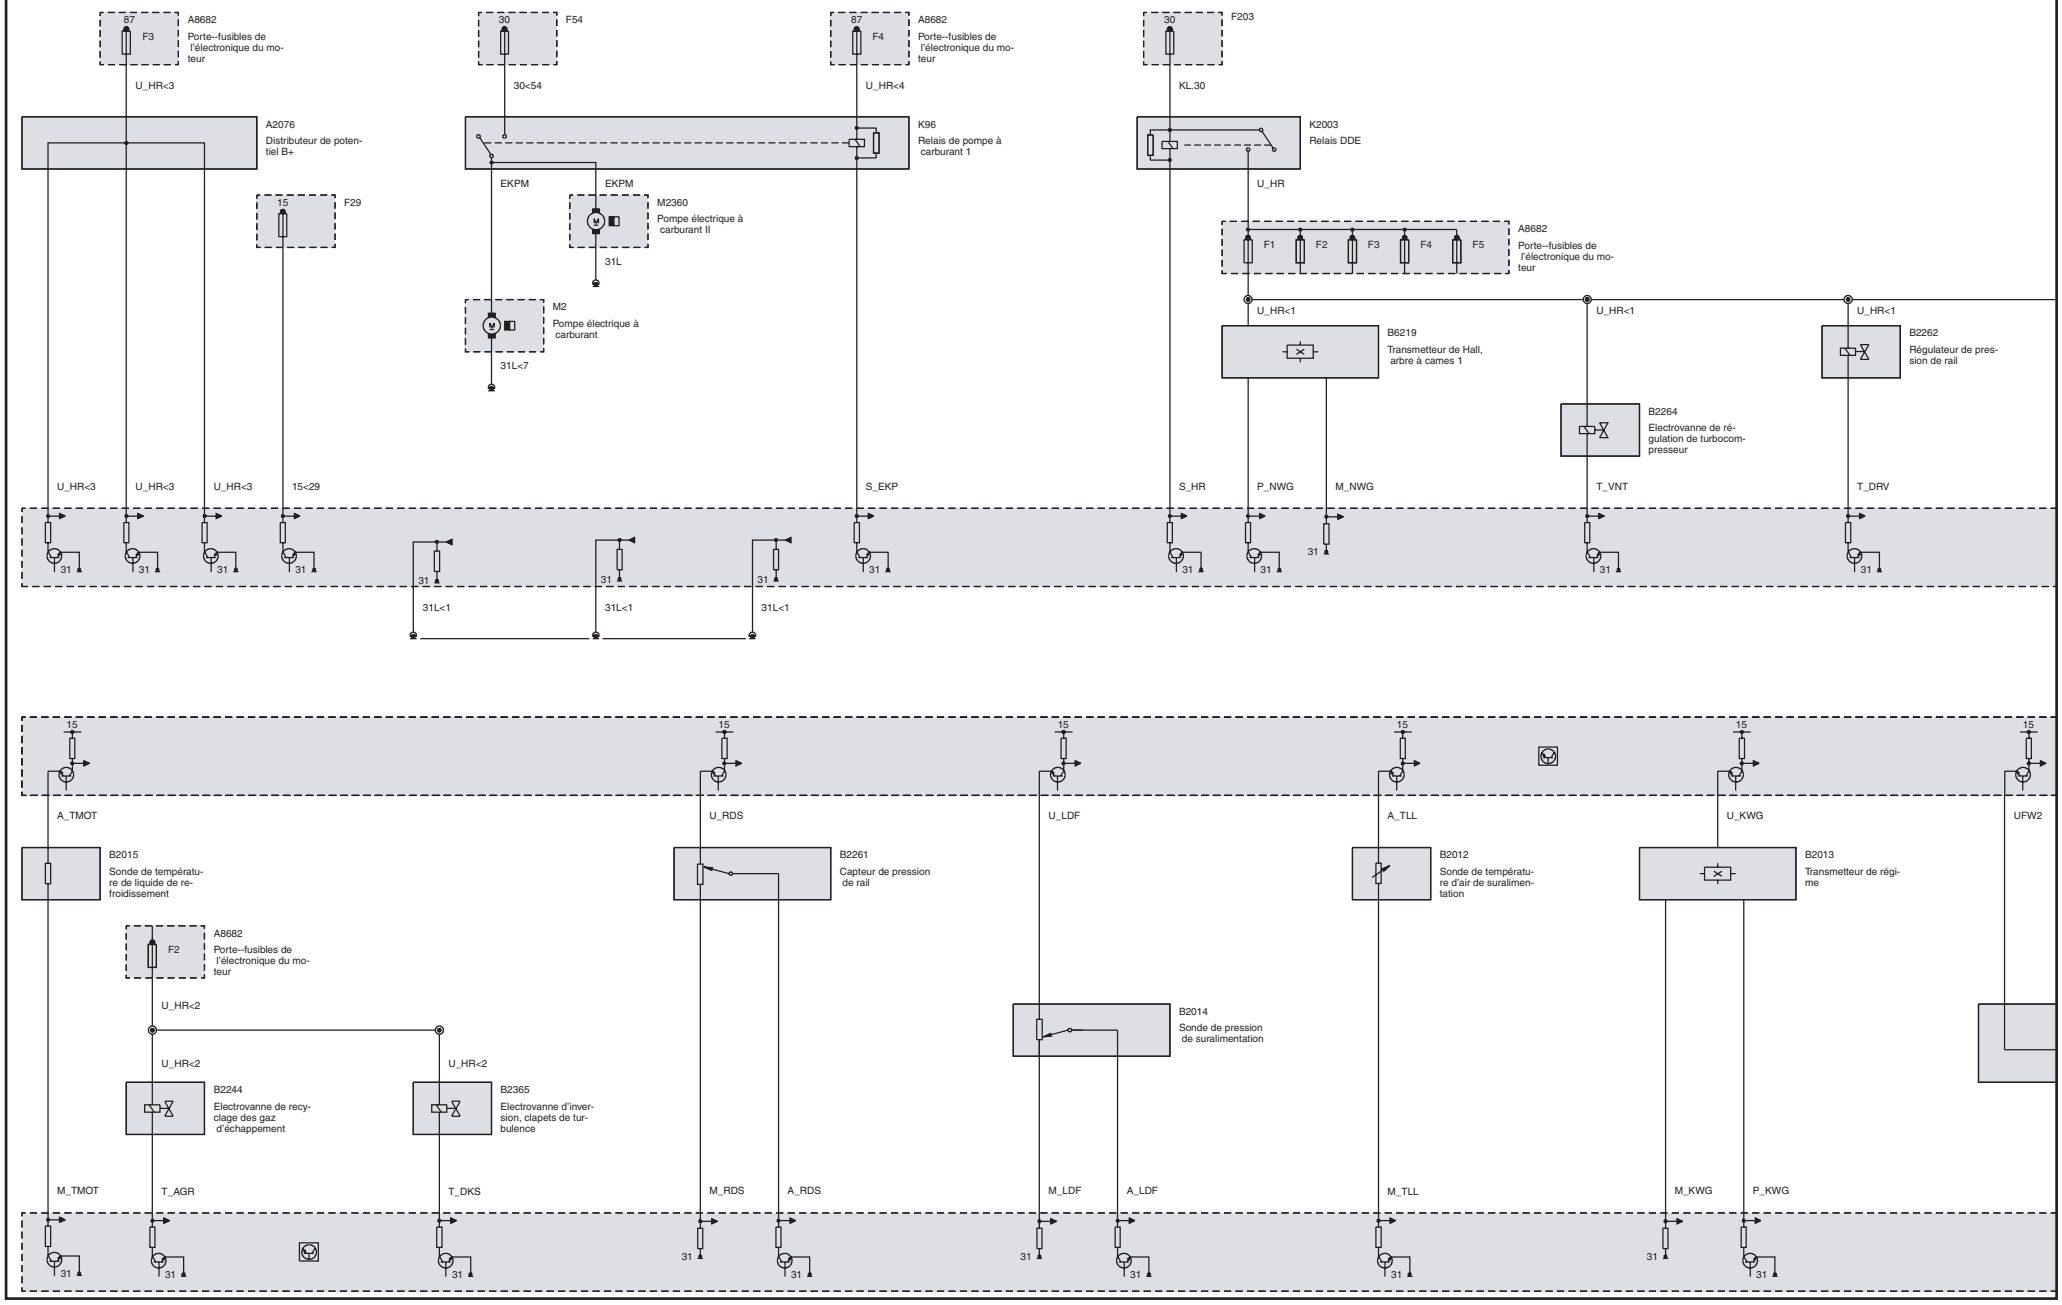 87
F3
A8682
Porte--fusibles de
l'électronique du mo-
teur
30
F54
87
F4
A8682
Porte--fusibles de
l'électronique du mo-
teur
30
F203
U_HR<3
30<54
U_HR<4
KL.30
A2076
Distributeur de poten-
tiel B+
K96
Relais de pompe à
carburant 1
K2003
Relais DDE
EKPM
EKPM
U_HR
15
F29
M
M2360
Pompe électrique à
carburant II
F1
F2
F3
F4
F5
A8682
Porte--fusibles de
l'électronique du mo-
teur
31L
M
M2
Pompe électrique à
carburant
U_HR<1
U_HR<1
U_HR<1
B6219
Transmetteur de Hall,
arbre à cames 1
B2262
Régulateur de pres-
sion de rail
31L<7
B2264
Electrovanne de ré-
gulation de turbocom-
presseur
U_HR<3
U_HR<3
U_HR<3
15<29
S_EKP
S_HR
P_NWG
M_NWG
T_VNT
T_DRV
31
31
31
31
31
31
31
31
31
31
31
31
31
31L<1
31L<1
31L<1
15
15
15
15
15
15
A_TMOT
U_RDS
U_LDF
A_TLL
U_KWG
UFW2
B2015
Sonde de températu-
re de liquide de re-
froidissement
B2261
Capteur de pression
de rail
B2012
Sonde de températu-
re d'air de suralimen-
tation
B2013
Transmetteur de régi-
me
F2
A8682
Porte--fusibles de
l'électronique du mo-
teur
U_HR<2
B2014
Sonde de pression
de suralimentation
U_HR<2
U_HR<2
B2244
Electrovanne de recy-
clage des gaz
d'échappement
B2365
Electrovanne d'inver-
sion, clapets de tur-
bulence
M_TMOT
T_AGR
T_DKS
M_RDS
A_RDS
M_LDF
A_LDF
M_TLL
M_KWG
P_KWG
31
31
31
31
31
31
31
31
31
31